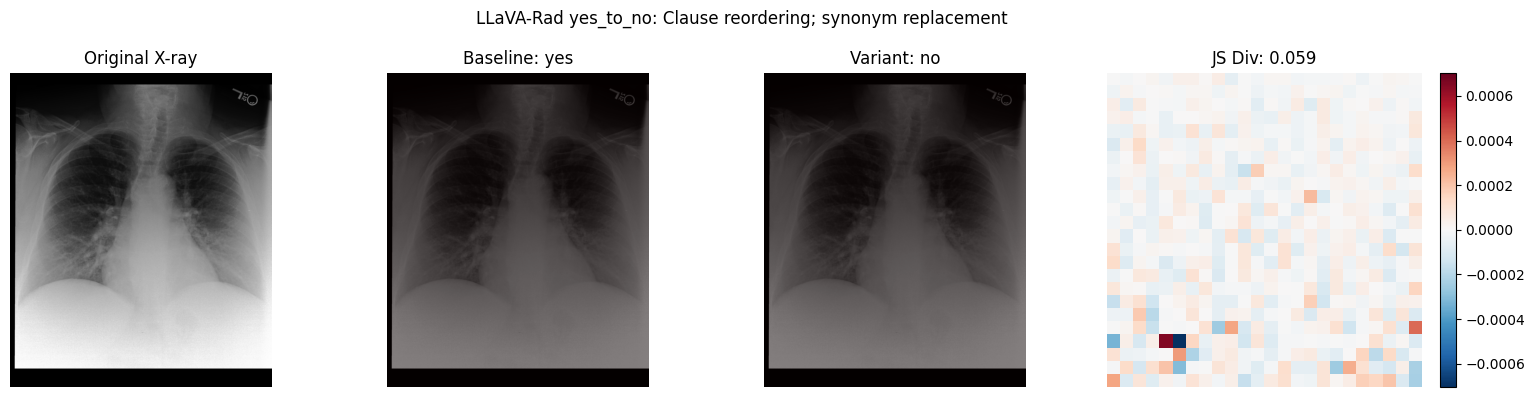 LLaVA-Rad yes_to_no: Clause reordering; synonym replacement
Original X-ray
Baseline: yes
Variant: no
JS Div: 0.059
0.0006
0.0004
0.0002
0.0000
−0.0002
−0.0004
−0.0006